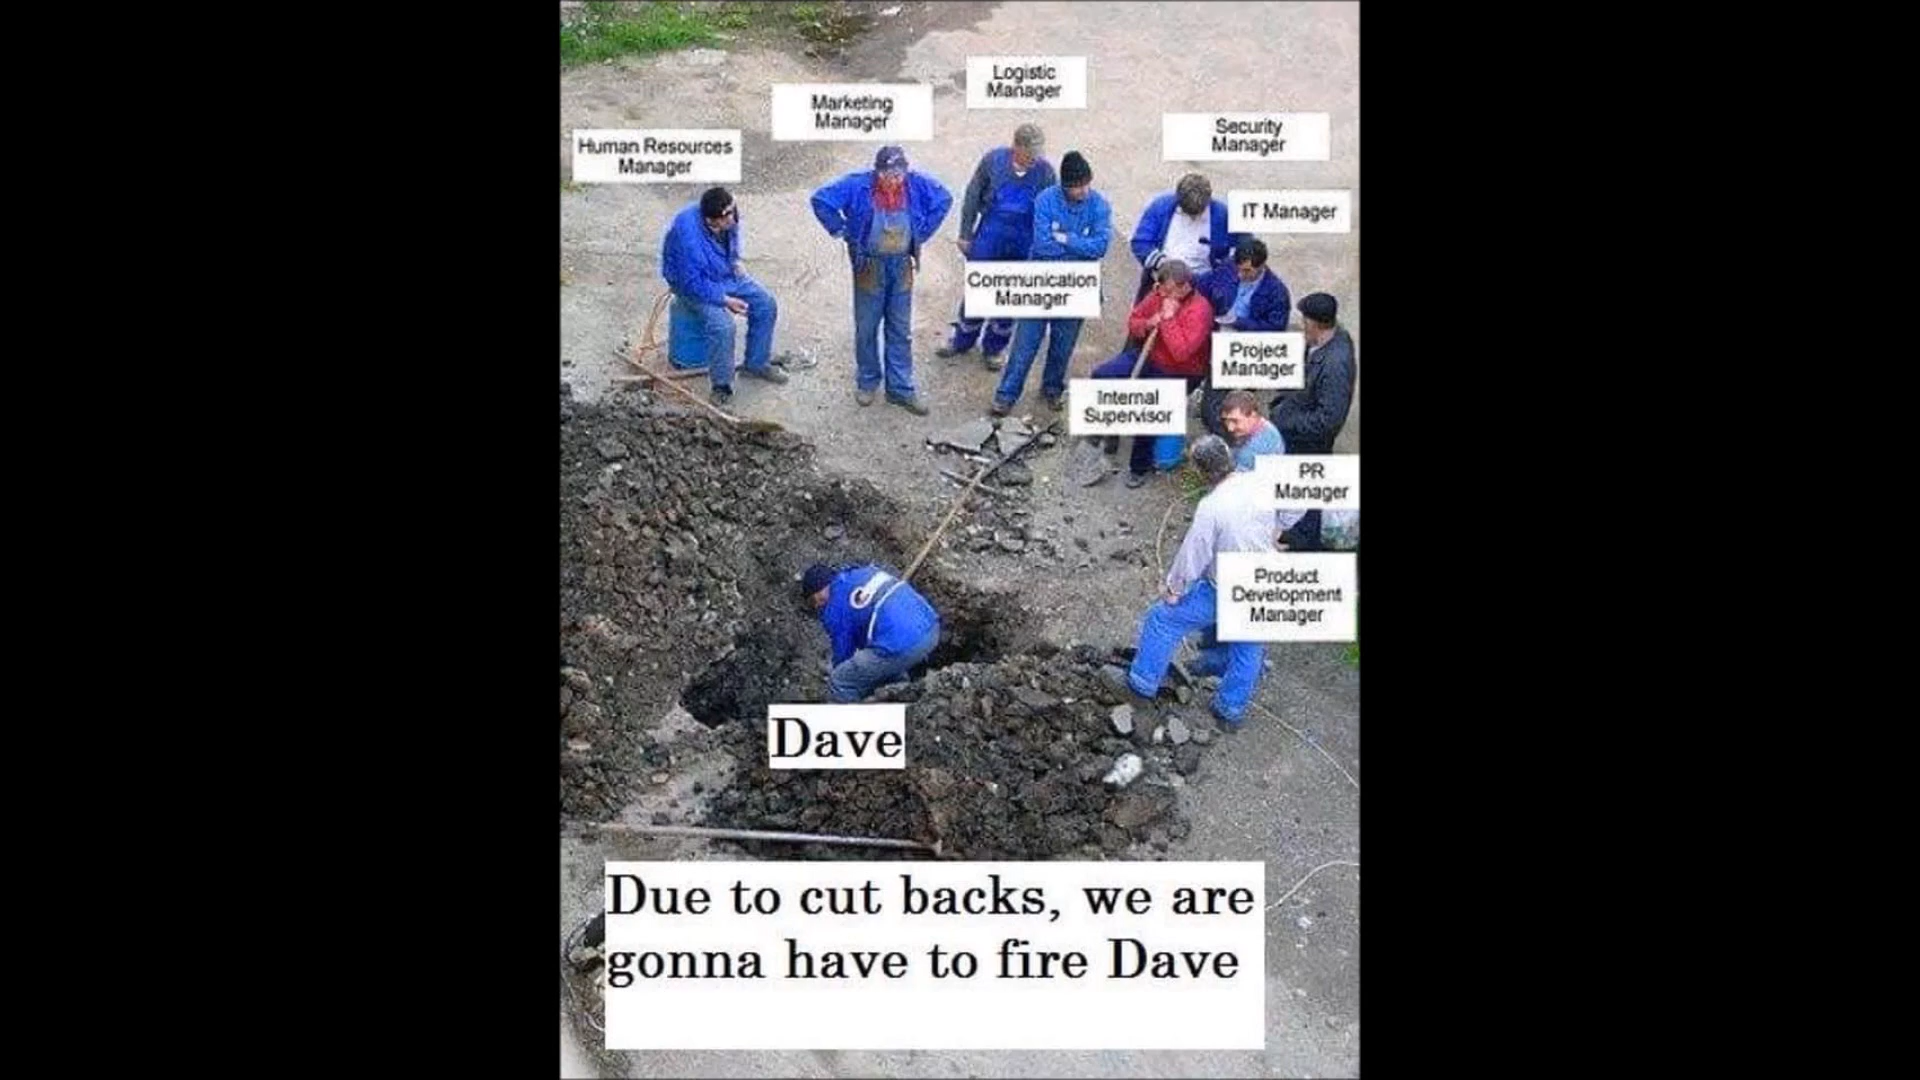 Logistic
Manager
Marketing
Manager
Security
Manager
Human Resources
Manager
IT Manager
Communication
Manager
Project
Manager
Internal
Supervisor
PR
Manager
Product
Development
Manager
Dave
Due to cut backs, we are
gonna have to fire Dave